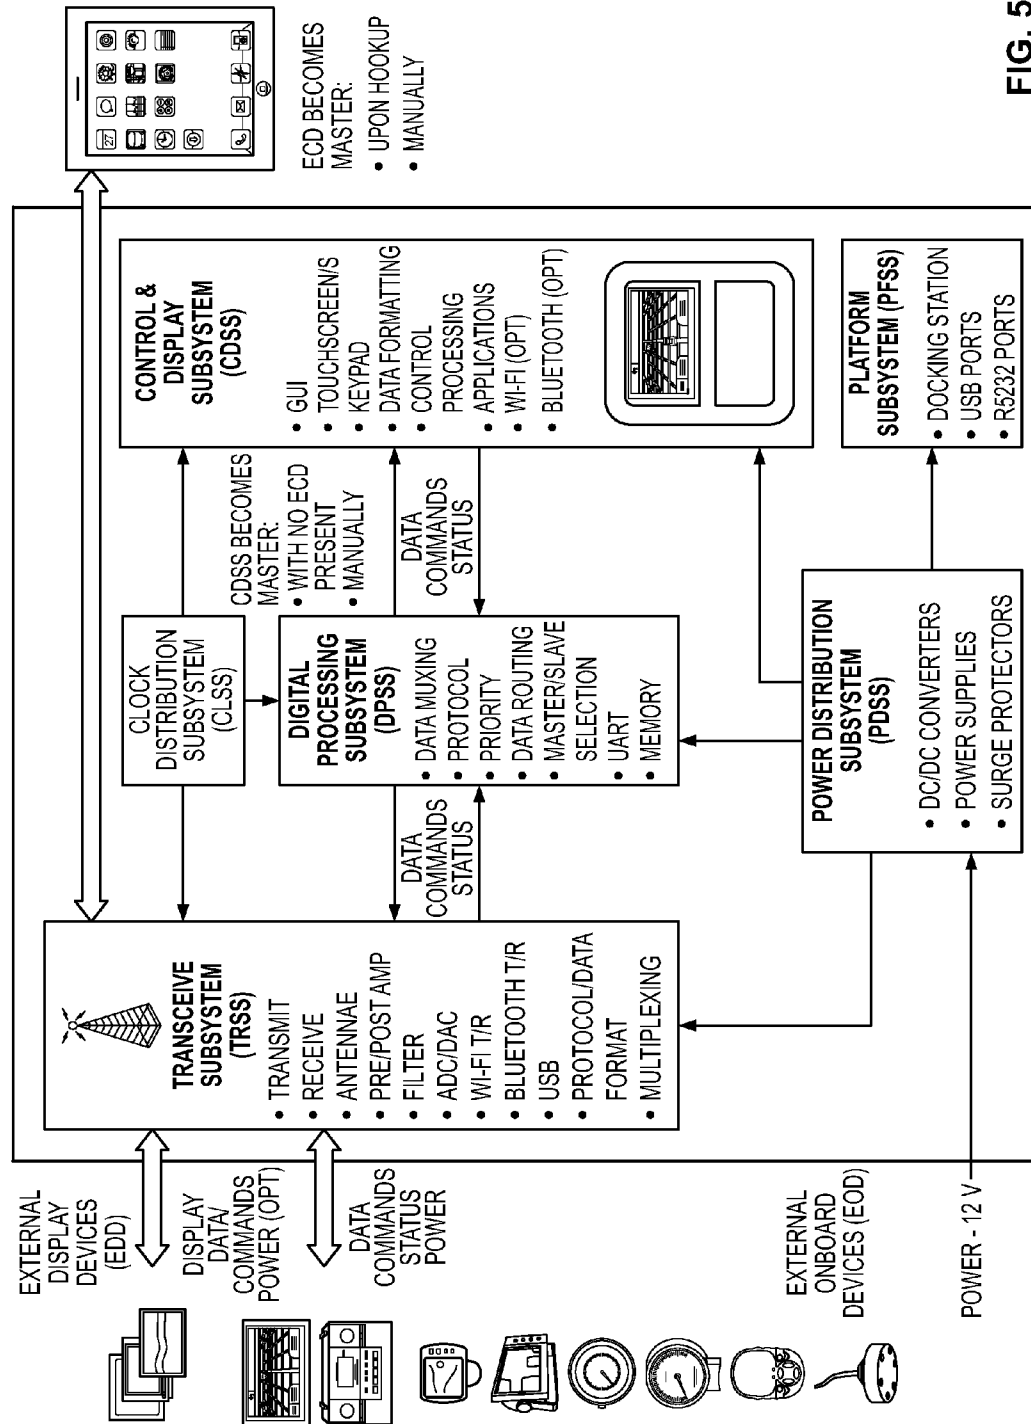 EXTERNAL
DISPLAY
DEVICES
(EDD)
DISPLAY
DATA/
COMMANDS
POWER (OPT)
DATA
COMMANDS
STATUS
POWER
EXTERNAL
ONBOARD
DEVICES (EOD)
POWER - 12 V
TRANSCEIVE
SUBSYSTEM
(TRSS)
• TRANSMIT
• RECEIVE
• ANTENNAE
• PRE/POST AMP
• FILTER
• ADC/DAC
• WI-FI T/R
• BLUETOOTH T/R
• USB
• PROTOCOL/DATA
FORMAT
• MULTIPLEXING
DATA
COMMANDS
STATUS
CLOCK
DISTRIBUTION
SUBSYSTEM
(CLSS)
DIGITAL
PROCESSING
SUBSYSTEM
(DPSS)
• DATA MUXING
• PROTOCOL
• PRIORITY
• DATA ROUTING
• MASTER/SLAVE
SELECTION
• UART
• MEMORY
POWER DISTRIBUTION
SUBSYSTEM
(PDSS)
• DC/DC CONVERTERS
• POWER SUPPLIES
• SURGE PROTECTORS
CDSS BECOMES
MASTER:
• WITH NO ECD
PRESENT
• MANUALLY
DATA
COMMANDS
STATUS
CONTROL &
DISPLAY
SUBSYSTEM
(CDSS)
• GUI
• TOUCHSCREEN/S
• KEYPAD
• DATA FORMATTING
• CONTROL
PROCESSING
• APPLICATIONS
• WI-FI (OPT)
• BLUETOOTH (OPT)
PLATFORM
SUBSYSTEM (PFSS)
• DOCKING STATION
• USB PORTS
• R5232 PORTS
27
ECD BECOMES
MASTER:
• UPON HOOKUP
• MANUALLY
FIG. 5